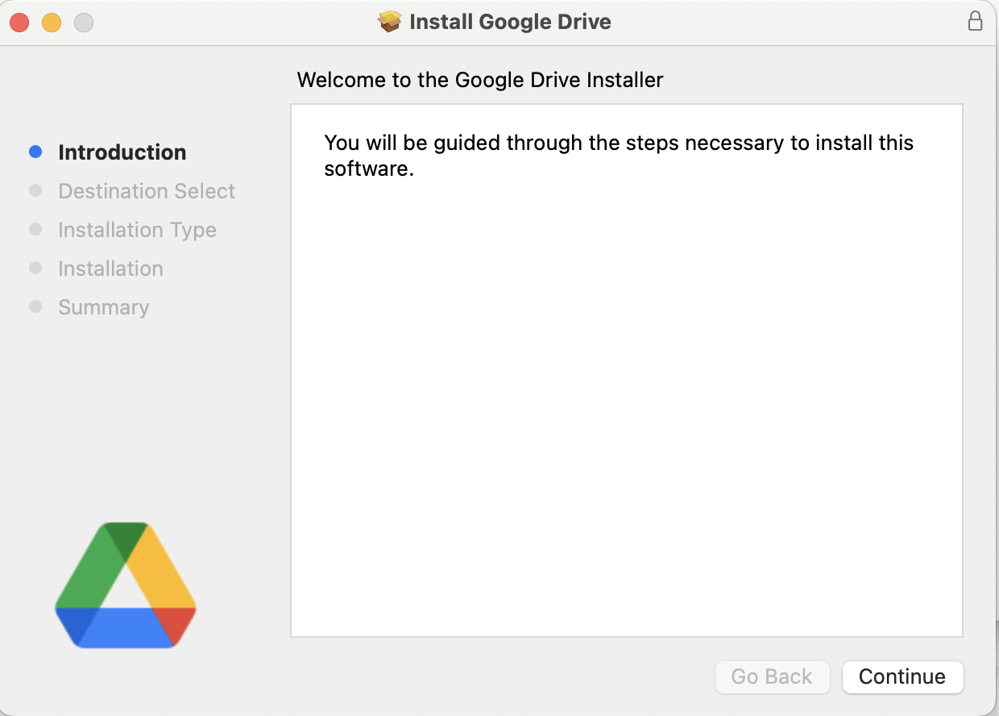 Install Google Drive
Welcome to the Google Drive Installer
Introduction
Destination Select
Installation Type
Installation
Summary
You will be guided through the steps necessary to install this
software.
Go Back
Continue